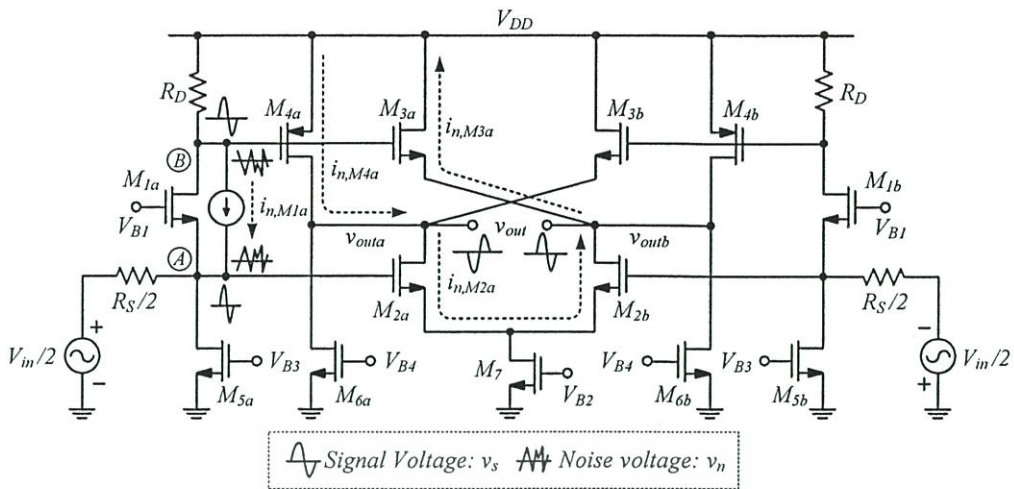 V_DD
R_D M_4a M_3a M_3b M_4b R_D
B
M_1a i_n,M1a i_n,M4a i_n,M3a M_1b
V_B1 V_B1
A v_outa v_out v_outb
R_S/2 M_2a i_n,M2a M_2b R_S/2
V_in/2 + − V_B3 V_B4 M_7 V_B4 V_B3 − + V_in/2
M_5a M_6a V_B2 M_6b M_5b
Signal Voltage: v_s Noise voltage: v_n